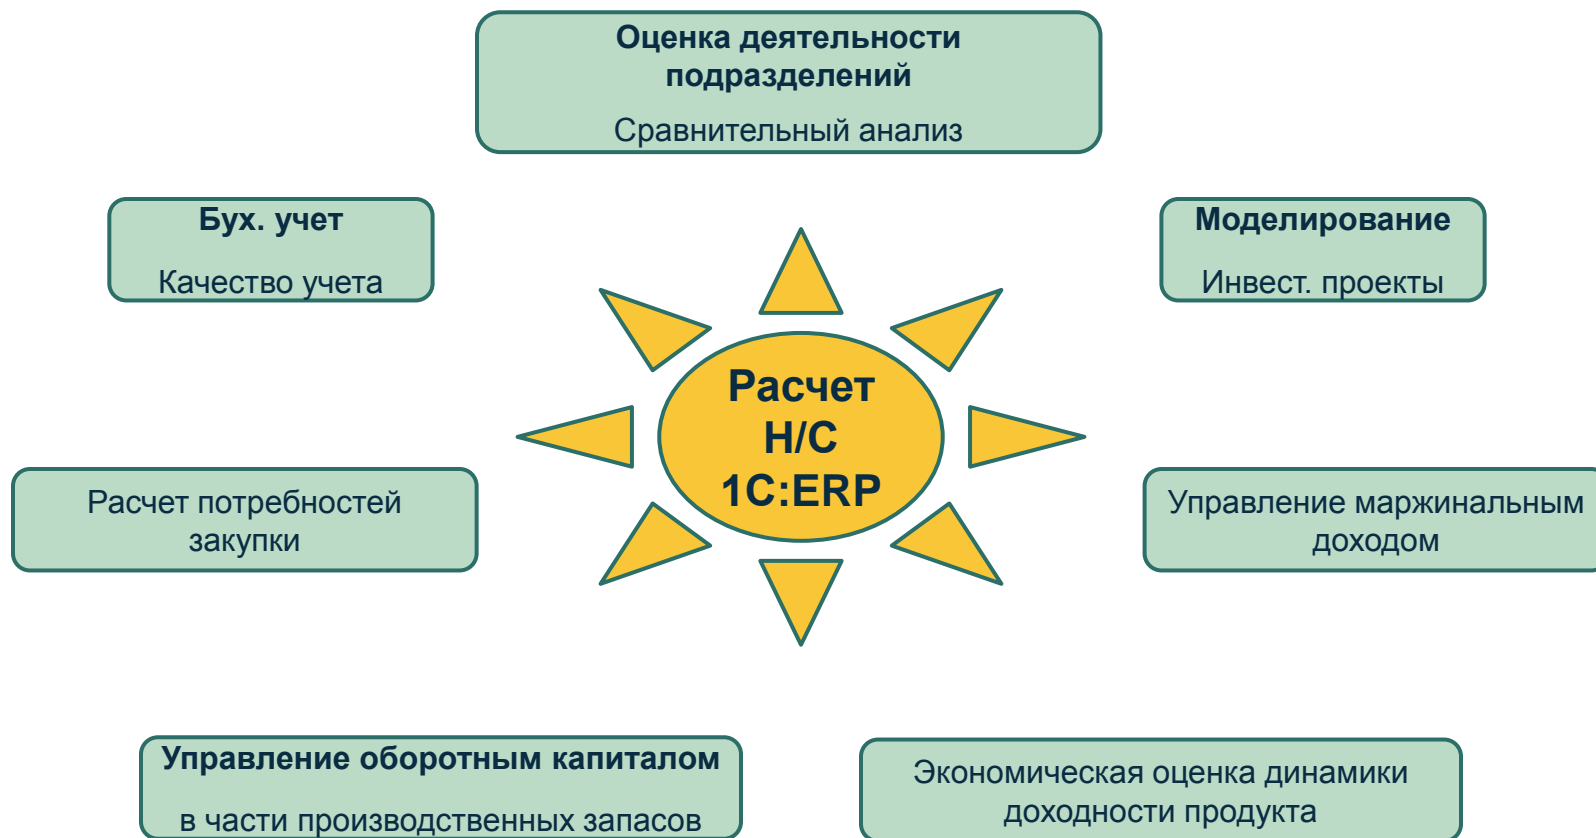 Оценка деятельности
подразделений
Сравнительный анализ
Бух. учет
Качество учета
Моделирование
Инвест. проекты
Расчет
Н/С
1С:ERP
Расчет потребностей
закупки
Управление маржинальным
доходом
Управление оборотным капиталом
в части производственных запасов
Экономическая оценка динамики
доходности продукта